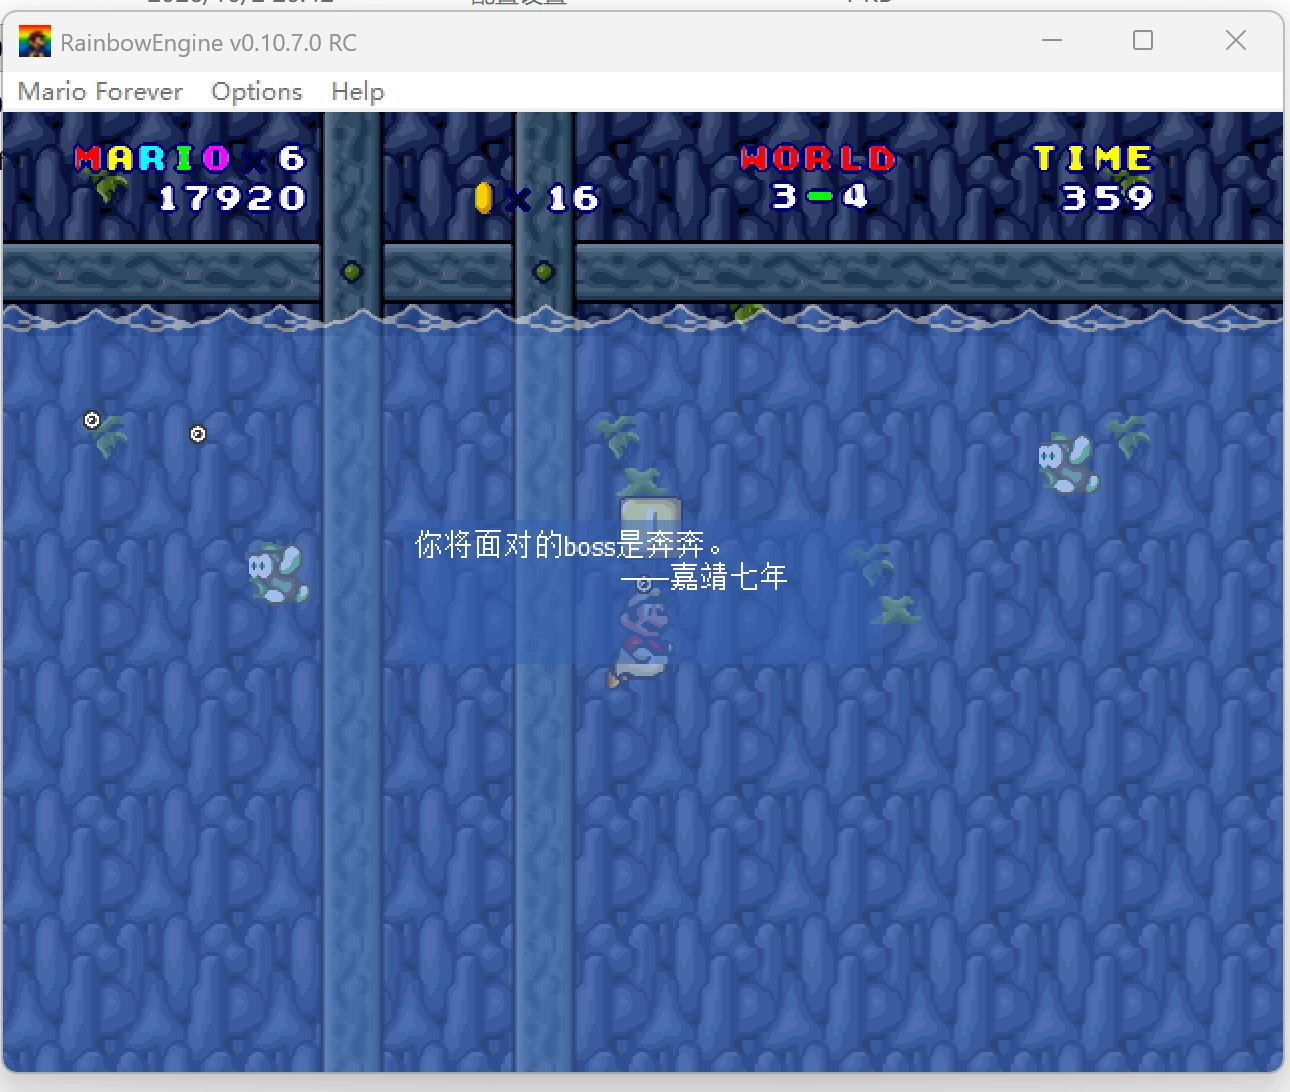 RainbowEngine v0.10.7.0 RC
Mario Forever Options Help
MARIO × 6 WORLD TIME
17920 × 16 3-4 359
你将面对的boss是奔奔。
——嘉靖七年